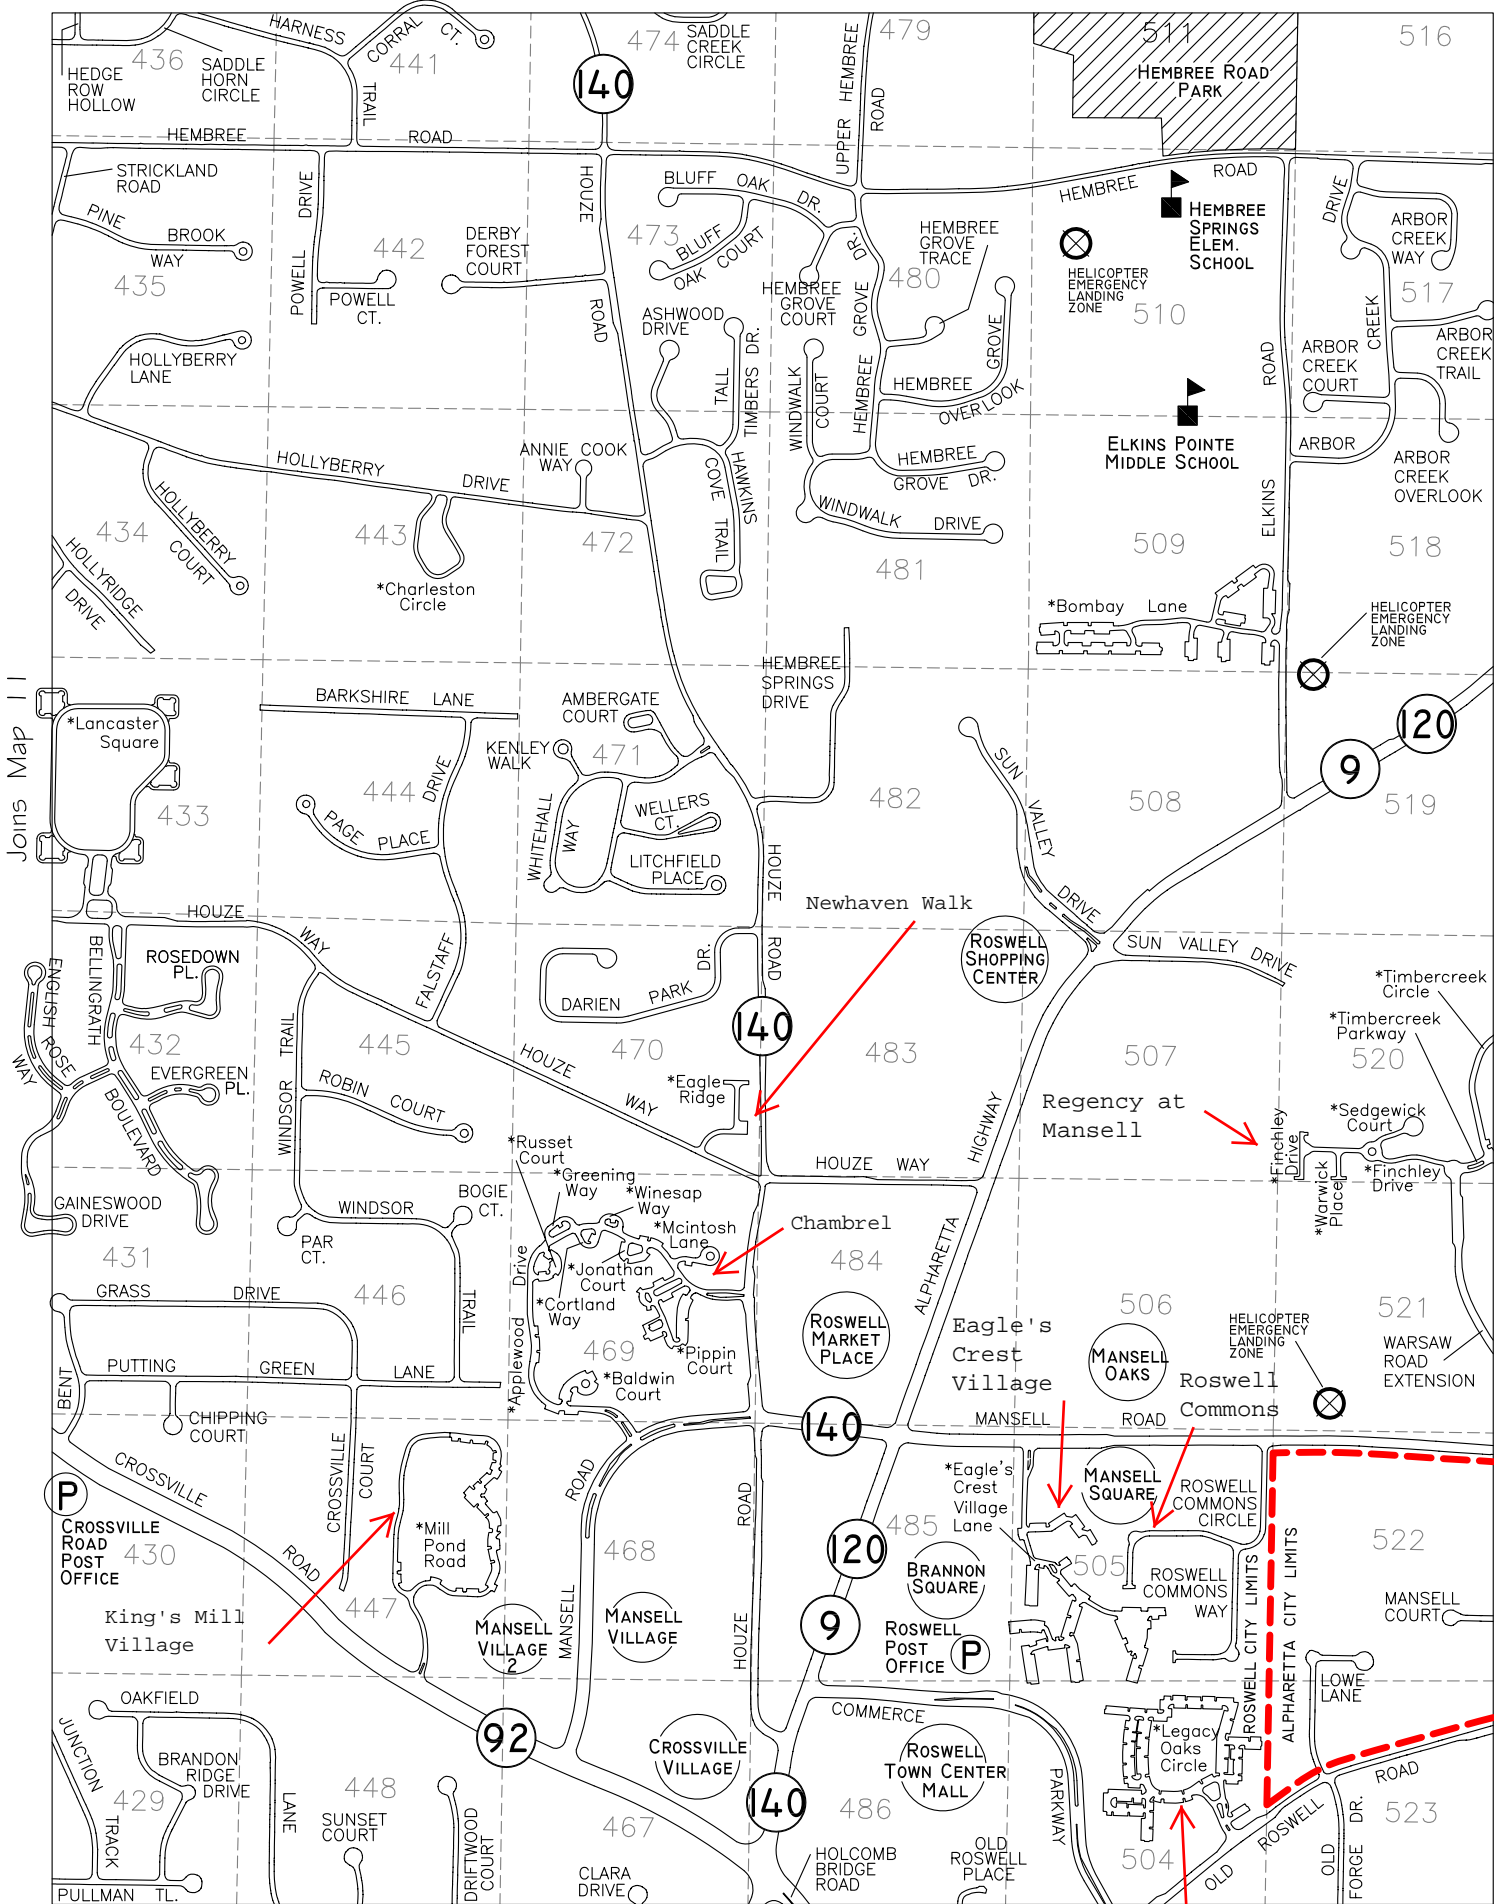 HARNESS
CORRAL
CT.
474
SADDLE
CREEK
CIRCLE
479
511
516
436
441
HEDGE
ROW
HOLLOW
SADDLE
HORN
CIRCLE
TRAIL
140
UPPER HEMBREE
ROAD
HEMBREE ROAD
PARK
HEMBREE
ROAD
STRICKLAND
ROAD
PINE
BROOK
WAY
435
POWELL
DRIVE
442
POWELL
CT.
DERBY
FOREST
COURT
HOUZE
ROAD
BLUFF
OAK
DR.
473
BLUFF
OAK COURT
HEMBREE
GROVE
COURT
HEMBREE
GROVE
DR.
HEMBREE
GROVE
TRACE
480
HEMBREE
ROAD
HEMBREE
SPRINGS
ELEM.
SCHOOL
HELICOPTER
EMERGENCY
LANDING
ZONE
510
DRIVE
ARBOR
CREEK
WAY
517
HOLLYBERRY
LANE
ASHWOOD
DRIVE
TALL
TIMBERS DR.
WINDWALK
COURT
HEMBREE
OVERLOOK
GROVE
ROAD
ARBOR
CREEK
COURT
CREEK
ARBOR
CREEK
TRAIL
ELKINS POINTE
MIDDLE SCHOOL
ELKINS
ARBOR
ARBOR
CREEK
OVERLOOK
HOLLYBERRY
DRIVE
ANNIE COOK
WAY
COVE TRAIL
HAWKINS
HEMBREE
GROVE DR.
WINDWALK
DRIVE
HOLLYBERRY
COURT
434
443
472
481
509
518
HOLLYRIDGE
DRIVE
*Charleston
Circle
*Bombay Lane
HELICOPTER
EMERGENCY
LANDING
ZONE
Joins Map 11
*Lancaster
Square
433
BARKSHIRE LANE
AMBERGATE
COURT
HEMBREE
SPRINGS
DRIVE
KENLEY
WALK
471
444
DRIVE
PAGE PLACE
WHITEHALL
WAY
WELLERS
CT.
LITCHFIELD
PLACE
482
SUN
VALLEY
DRIVE
508
120
9
519
HOUZE
Newhaven Walk
HOUZE
WAY
FALSTAFF
ROSEDOWN
PL.
BELLINGRATH
BOULEVARD
ENGLISH ROSE
WAY
432
EVERGREEN
PL.
WINDSOR TRAIL
445
ROBIN COURT
DARIEN
PARK
DR.
ROAD
140
470
483
ROSWELL
SHOPPING
CENTER
SUN VALLEY DRIVE
507
*Timbercreek
Circle
*Timbercreek
Parkway
520
HOUZE
WAY
*Eagle
Ridge
HIGHWAY
Regency at
Mansell
*Finchley
Drive
*Sedgewick
Court
*Finchley
Drive
*Warwick
Place
GAINESWOOD
DRIVE
WINDSOR
BOGIE
CT.
PAR
CT.
*Russet
Court
*Greening
Way
*Winesap
Way
*Mcintosh
Lane
Chambrel
HOUZE WAY
431
GRASS
DRIVE
446
TRAIL
*Applewood
Drive
*Jonathan
Court
*Cortland
Way
469
*Pippin
Court
*Baldwin
Court
484
ALPHARETTA
506
521
BENT
PUTTING
GREEN
LANE
ROSWELL
MARKET
PLACE
Eagle's
Crest
Village
MANSELL
OAKS
Roswell
Commons
HELICOPTER
EMERGENCY
LANDING
ZONE
WARSAW
ROAD
EXTENSION
CHIPPING
COURT
140
MANSELL
ROAD
CROSSVILLE
ROAD
P
CROSSVILLE
ROAD
POST
OFFICE
430
CROSSVILLE
COURT
*Mill
Pond
Road
ROAD
MANSELL
468
ROAD
HOUZE
120
485
*Eagle's
Crest
Village
Lane
MANSELL
SQUARE
ROSWELL
COMMONS
CIRCLE
505
522
BRANNON
SQUARE
ROSWELL
COMMONS
WAY
ROSWELL CITY LIMITS
ALPHARETTA CITY LIMITS
MANSELL
COURT
King's Mill
Village
447
MANSELL
VILLAGE
2
MANSELL
VILLAGE
9
ROSWELL
POST
OFFICE
P
LOWE
LANE
OAKFIELD
LANE
JUNCTION
TRACK
BRANDON
RIDGE
DRIVE
92
CROSSVILLE
VILLAGE
COMMERCE
PARKWAY
ROSWELL
TOWN CENTER
MALL
*Legacy
Oaks
Circle
429
448
SUNSET
COURT
DRIFTWOOD
COURT
467
140
486
504
OLD
ROSWELL
ROAD
523
PULLMAN TL.
CLARA
DRIVE
HOLCOMB
BRIDGE
ROAD
OLD
ROSWELL
PLACE
OLD
FORGE DR.